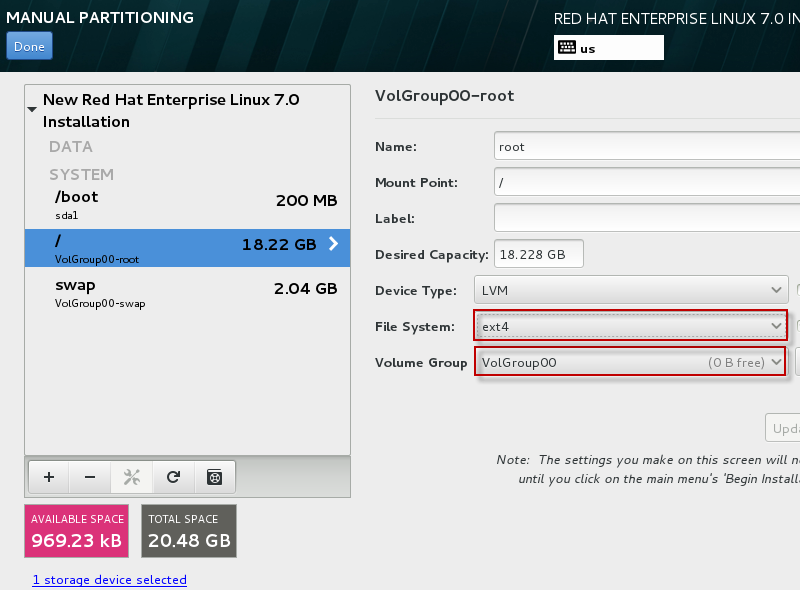 MANUAL PARTITIONING
RED HAT ENTERPRISE LINUX 7.0 IN
Done
us
New Red Hat Enterprise Linux 7.0
Installation
DATA
SYSTEM
/boot
200 MB
sda1
/
18.22 GB
VolGroup00-root
swap
2.04 GB
VolGroup00-swap
+
-
AVAILABLE SPACE
969.23 kB
TOTAL SPACE
20.48 GB
1 storage device selected
VolGroup00-root
Name:
root
Mount Point:
/
Label:
Desired Capacity:
18.228 GB
Device Type:
LVM
File System:
ext4
Volume Group
VolGroup00
(0 B free)
Upda
Note: The settings you make on this screen will n
until you click on the main menu's 'Begin Install